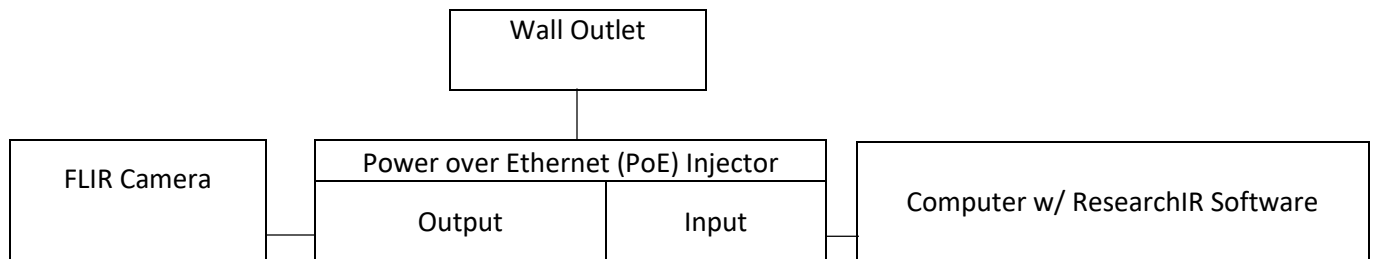 Wall Outlet
Power over Ethernet (PoE) Injector
FLIR Camera
Output
Input
Computer w/ ResearchIR Software